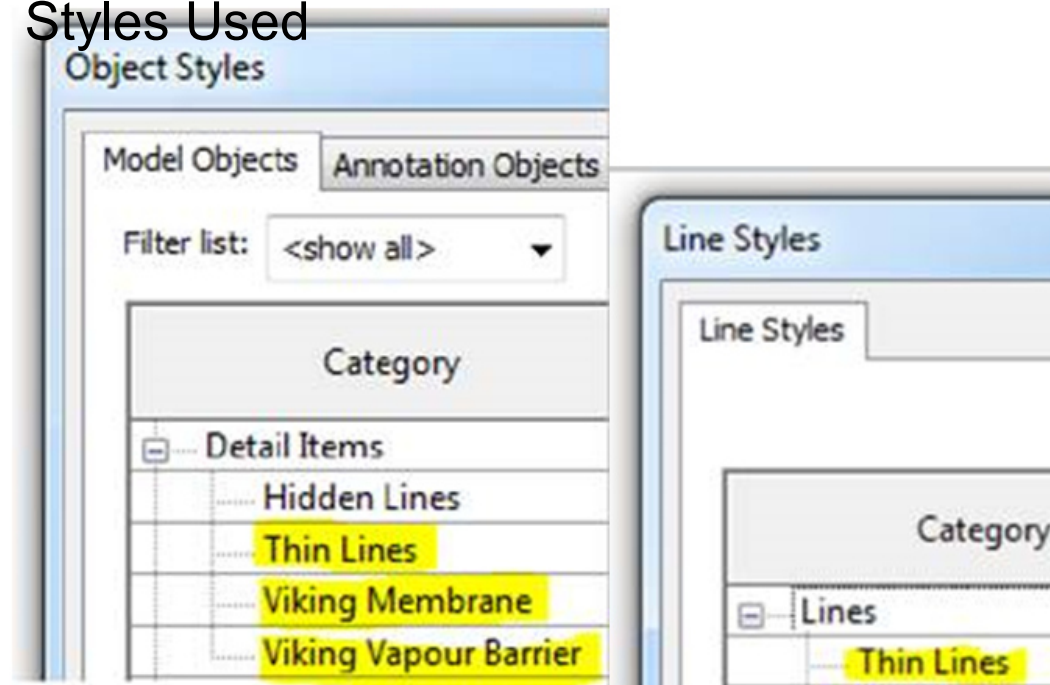 Styles Used
Object Styles
Model Objects
Annotation Objects
Filter list: <show all>
Category
Detail Items
Hidden Lines
Thin Lines
Viking Membrane
Viking Vapour Barrier
Line Styles
Line Styles
Category
Lines
Thin Lines